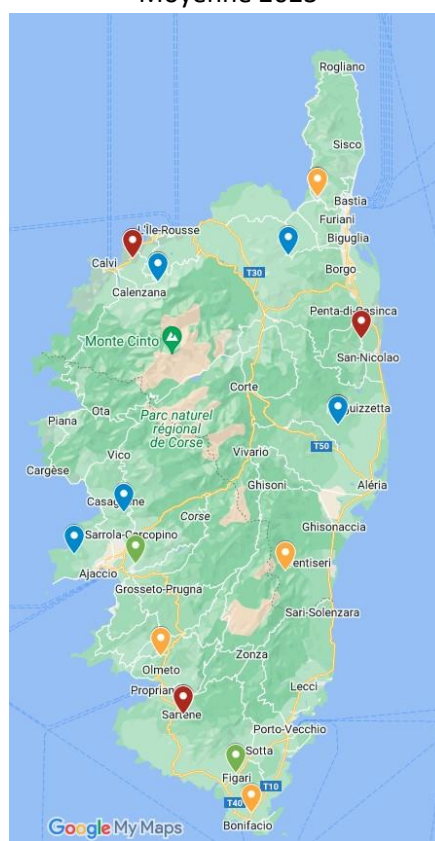 Moyenne 2023
Rogliano
Sisco
Bastia
Furiani
L'Île-Rousse
Biguglia
Calvi
Borgo
T30
Calenzana
Penta-di-Casinca
Monte Cinto
San-Nicolao
Corte
Ota
Parc naturel
régional
de Corse
Piana
T50
Vico
Vivario
Cargèse
Aléria
Ghisoni
Corse
Ghisonaccia
Sarrola-Carcopino
Ajaccio
Grosseto-Prugna
Sari-Solenzara
Olmeto
Zonza
Lecci
Porto-Vecchio
Sotta
Figari
T10
T40
Bonifacio
Google My Maps